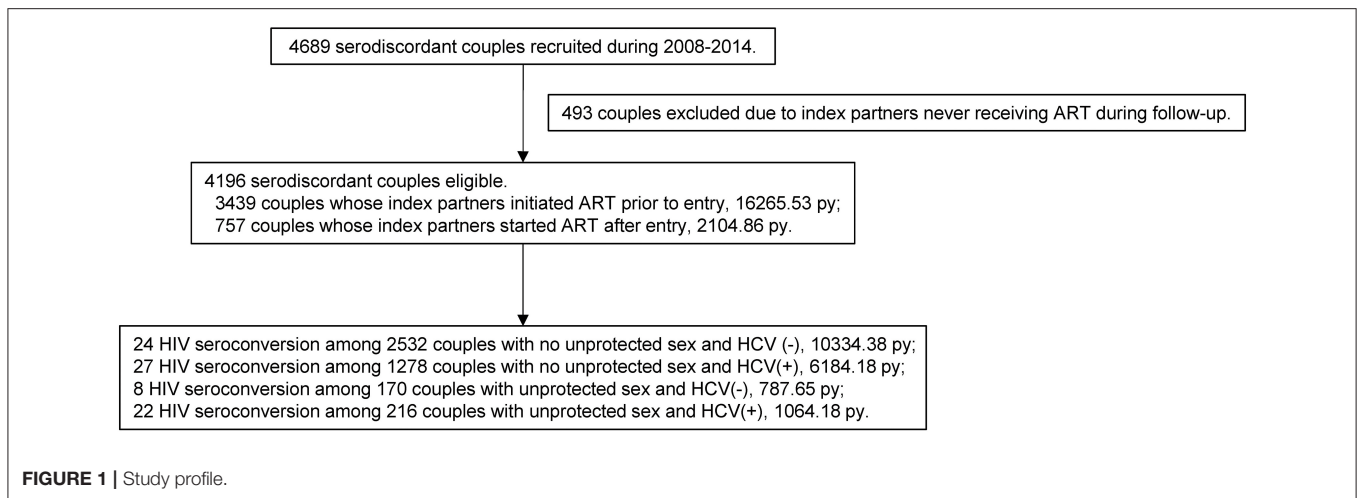 4689 serodiscordant couples recruited during 2008-2014.
493 couples excluded due to index partners never receiving ART during follow-up.
4196 serodiscordant couples eligible.
3439 couples whose index partners initiated ART prior to entry, 16265.53 py;
757 couples whose index partners started ART after entry, 2104.86 py.
24 HIV seroconversion among 2532 couples with no unprotected sex and HCV (-), 10334.38 py;
27 HIV seroconversion among 1278 couples with no unprotected sex and HCV(+), 6184.18 py;
8 HIV seroconversion among 170 couples with unprotected sex and HCV(-), 787.65 py;
22 HIV seroconversion among 216 couples with unprotected sex and HCV(+), 1064.18 py.
FIGURE 1 | Study profile.